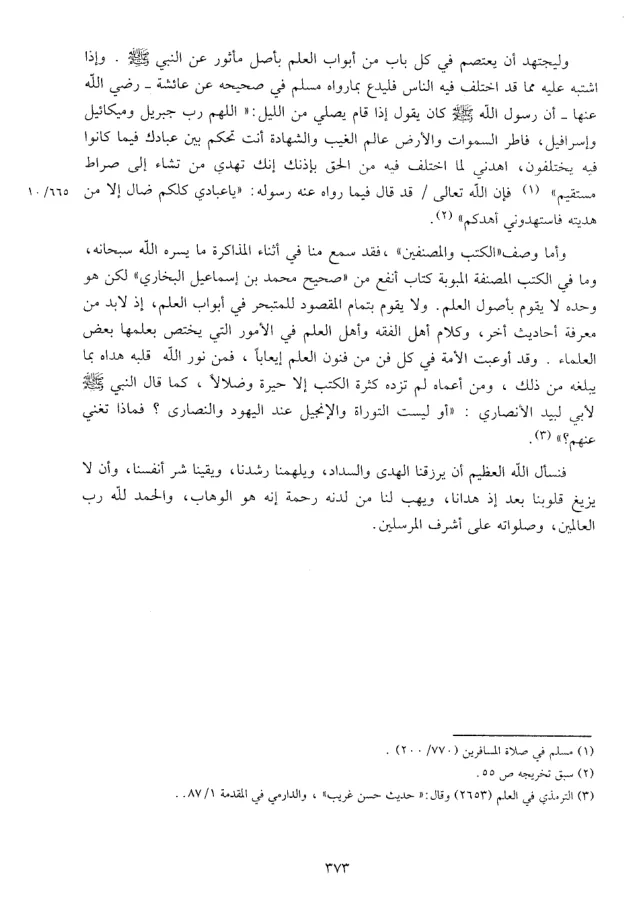 وليجتهد أن يعتصم في كل باب من أبواب العلم بأصل مأثور عن النبي ﷺ . وإذا
اشتبه عليه مما قد اختلف فيه الناس فليدع بمارواه مسلم في صحيحه عن عائشة ـ رضي الله
عنها ـ أن رسول الله ﷺ كان يقول إذا قام يصلي من الليل: «اللهم رب جبريل وميكائيل
وإسرافيل، فاطر السموات والأرض عالم الغيب والشهادة أنت تحكم بين عبادك فيما كانوا
فيه يختلفون، اهدني لما اختلف فيه من الحق بإذنك إنك تهدي من تشاء إلى صراط
مستقيم» (١) فإن الله تعالى / قد قال فيما رواه عنه رسوله: «ياعبادي كلكم ضال إلا من
١٠/٦٦٥
هديته فاستهدوني أهدكم» (٢).
وأما وصف«الكتب والمصنفين» ،فقد سمع منا في أثناء المذاكرة ما يسره الله سبحانه،
وما في الكتب المصنفة المبوبة كتاب أنفع من «صحيح محمد بن إسماعيل البخاري» لكن هو
وحده لا يقوم بأصول العلم. ولا يقوم بتمام المقصود للمتبحر في أبواب العلم، إذ لابد من
معرفة أحاديث أخر، وكلام أهل الفقه وأهل العلم في الأمور التي يختص بعلمها بعض
العلماء . وقد أوعبت الأمة في كل فن من فنون العلم إيعاباً ، فمن نور الله قلبه هداه بما
يبلغه من ذلك ، ومن أعماه لم تزده كثرة الكتب إلا حيرة وضلالاً ، كما قال النبي ﷺ
لأبي لبيد الأنصاري : «أو ليست التوراة والإنجيل عند اليهود والنصارى ؟ فماذا تغني
عنهم؟» (٣).
فنسأل الله العظيم أن يرزقنا الهدى والسداد، ويلهمنا رشدنا، ويقينا شر أنفسنا، وأن لا
يزيغ قلوبنا بعد إذ هدانا، ويهب لنا من لدنه رحمة إنه هو الوهاب، والحمد لله رب
العالمين، وصلواته على أشرف المرسلين.
(١) مسلم في صلاة المسافرين (٧٧٠/ ٢٠٠) .
(٢) سبق تخريجه ص ٥٥.
(٣) الترمذي في العلم (٢٦٥٣) وقال: «حديث حسن غريب» ، والدارمي في المقدمة ٨٧/١ . .
٣٧٣